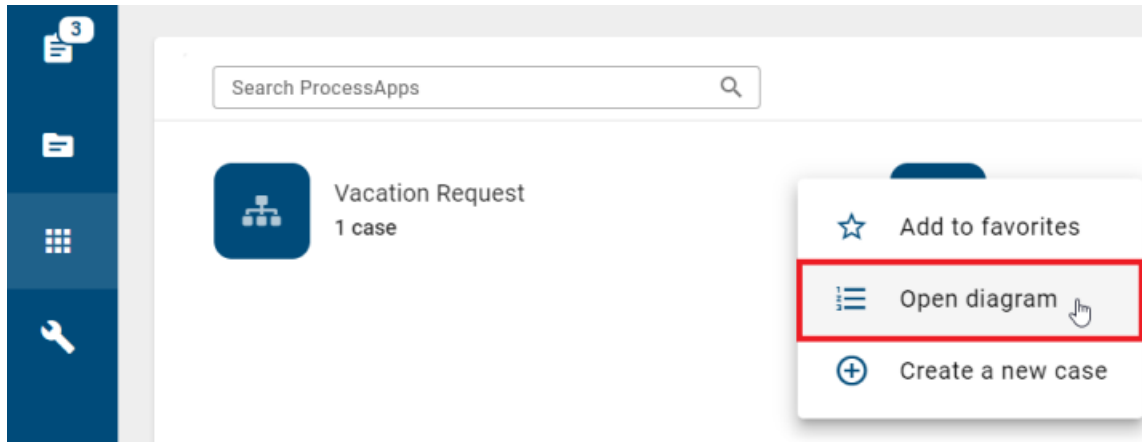 3
Search ProcessApps
Vacation Request
1 case
Add to favorites
Open diagram
Create a new case